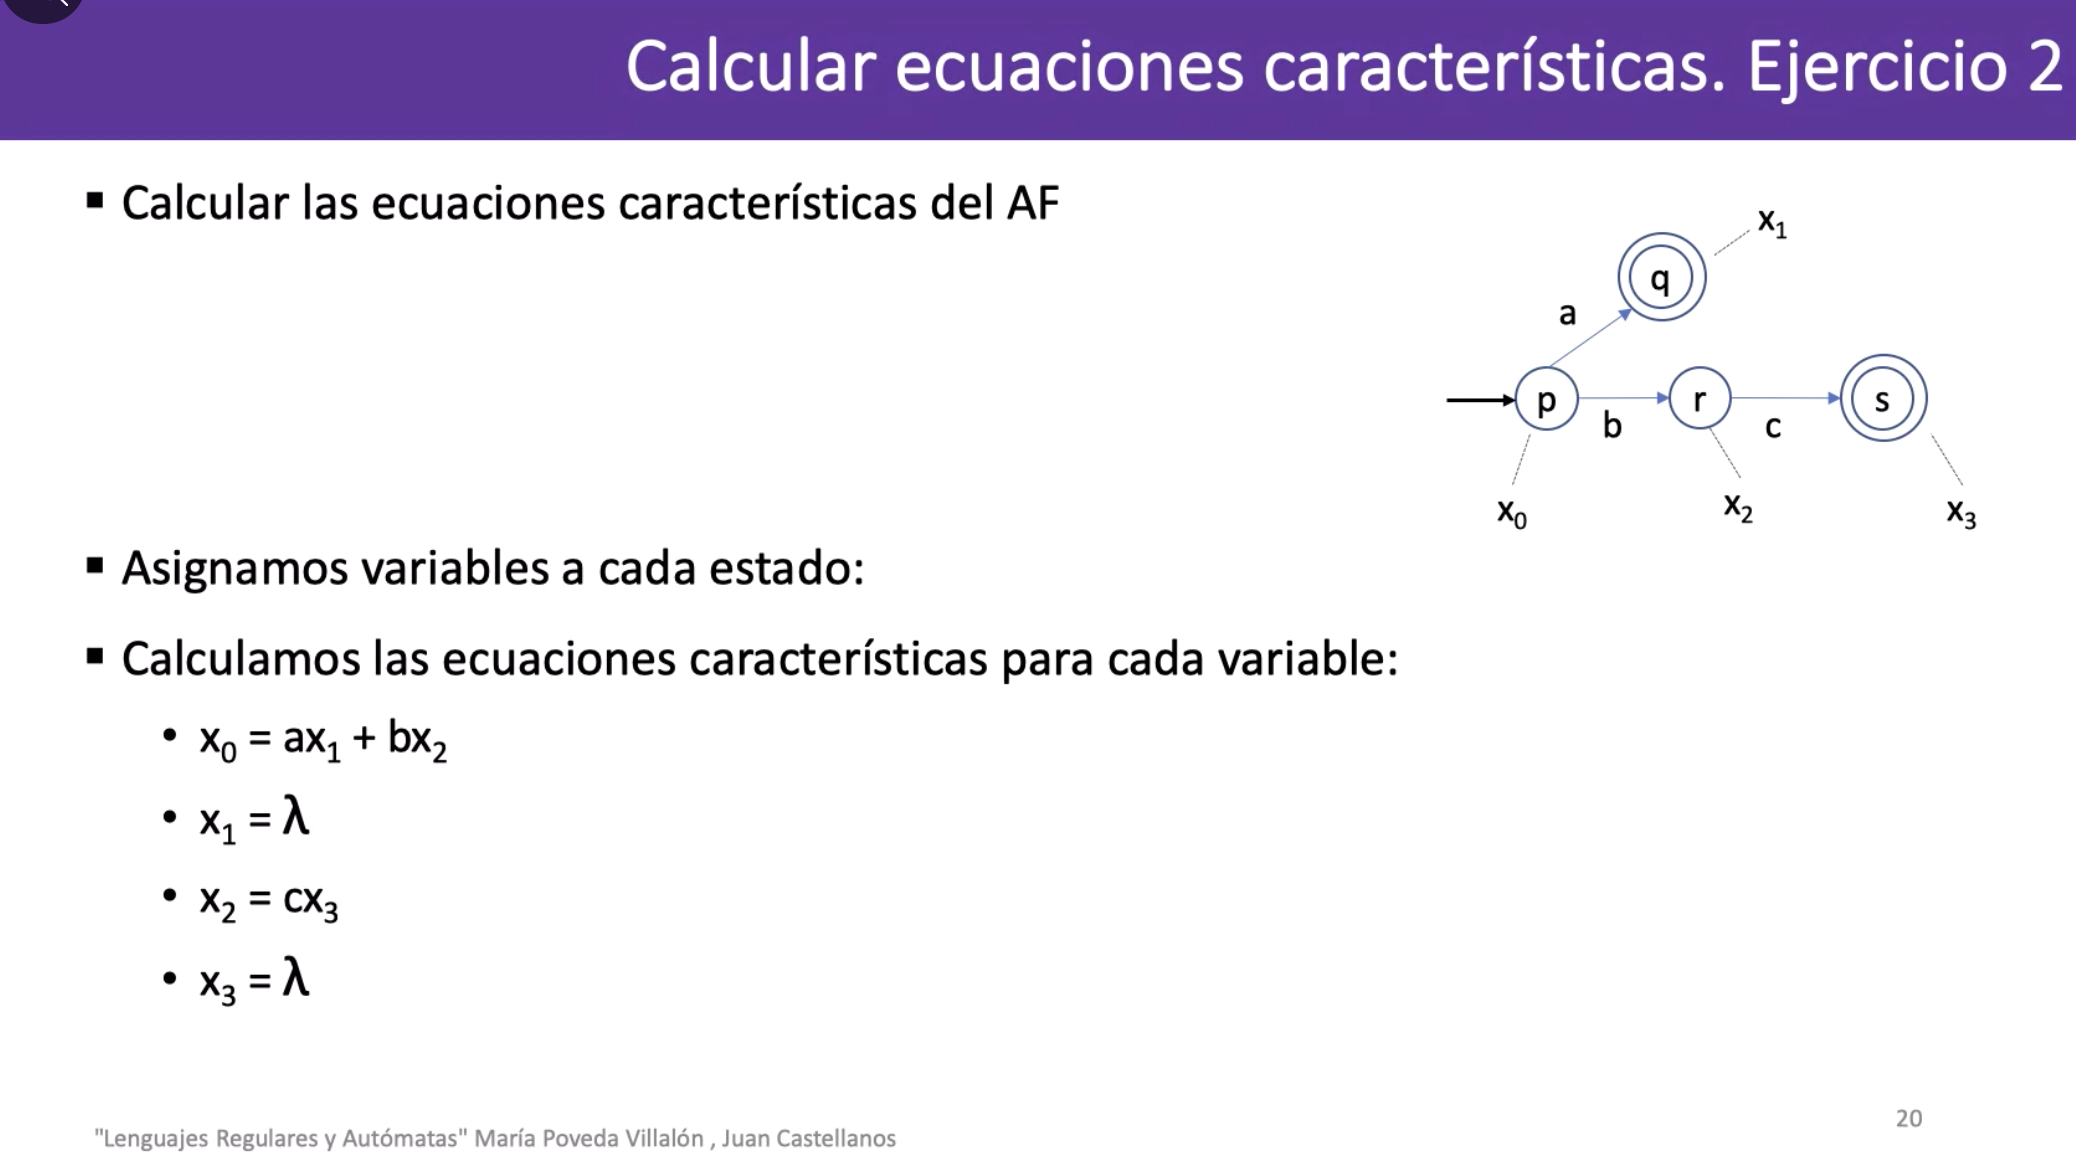 Calcular ecuaciones características. Ejercicio 2
▪ Calcular las ecuaciones características del AF
x₁
q
a
p
b
r
c
s
x₀
x₂
x₃
▪ Asignamos variables a cada estado:
▪ Calculamos las ecuaciones características para cada variable:
• x₀ = ax₁ + bx₂
• x₁ = λ
• x₂ = cx₃
• x₃ = λ
20
"Lenguajes Regulares y Autómatas" María Poveda Villalón , Juan Castellanos